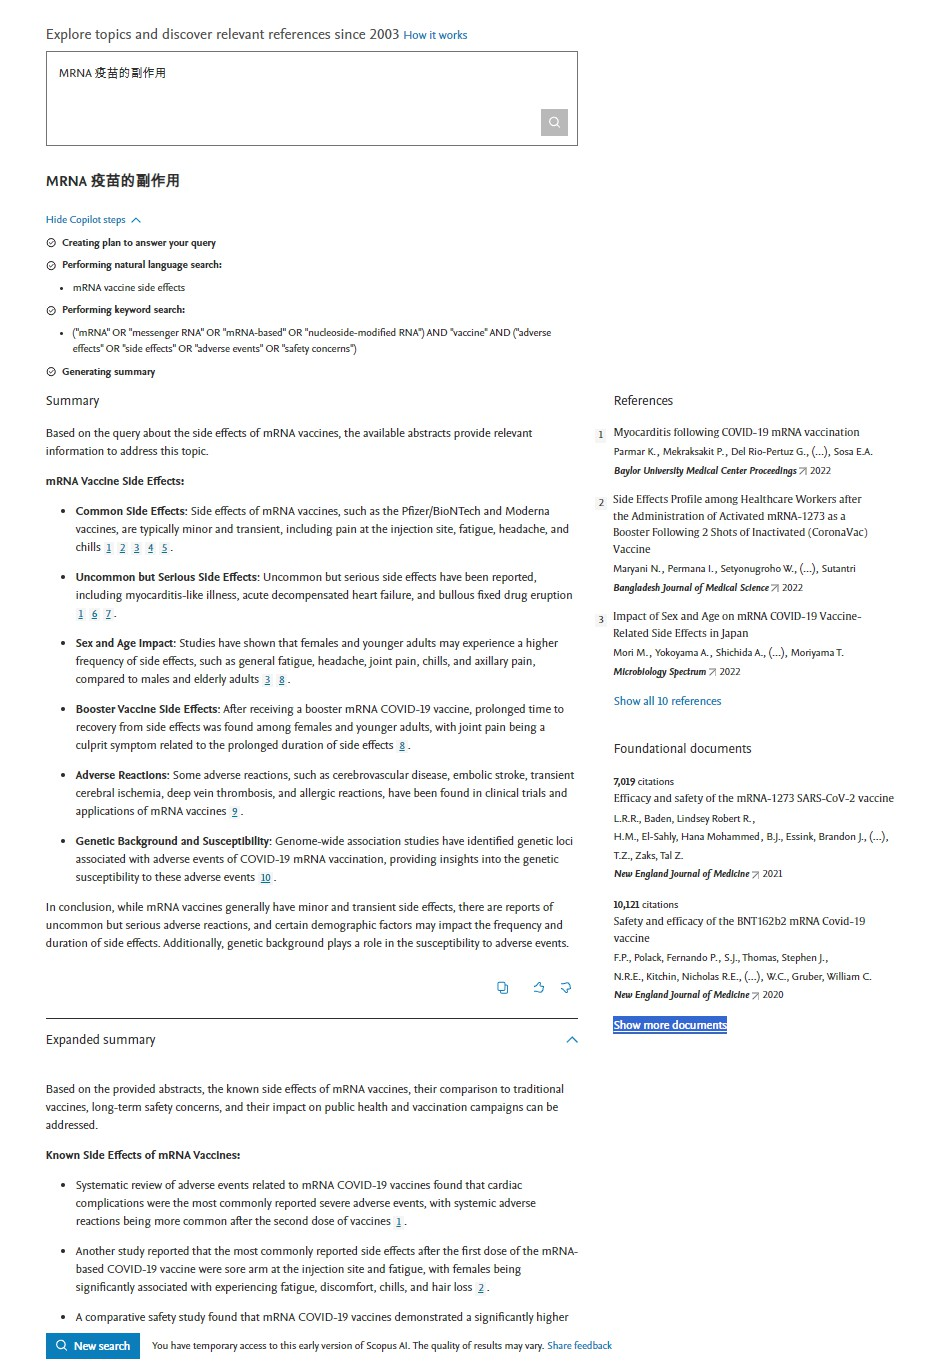 Explore topics and discover relevant references since 2003 How it works
MRNA 疫苗的副作用
MRNA 疫苗的副作用
Hide Copilot steps
Creating plan to answer your query
Performing natural language search:
• mRNA vaccine side effects
Performing keyword search:
• ("mRNA" OR "messenger RNA" OR "mRNA-based" OR "nucleoside-modified RNA") AND "vaccine" AND ("adverse
effects" OR "side effects" OR "adverse events" OR "safety concerns")
Generating summary
Summary
Based on the query about the side effects of mRNA vaccines, the available abstracts provide relevant
information to address this topic.
mRNA Vaccine Side Effects:
• Common Side Effects: Side effects of mRNA vaccines, such as the Pfizer/BioNTech and Moderna
vaccines, are typically minor and transient, including pain at the injection site, fatigue, headache, and
chills 1 2 3 4 5 .
• Uncommon but Serious Side Effects: Uncommon but serious side effects have been reported,
including myocarditis-like illness, acute decompensated heart failure, and bullous fixed drug eruption
1 6 7 .
• Sex and Age Impact: Studies have shown that females and younger adults may experience a higher
frequency of side effects, such as general fatigue, headache, joint pain, chills, and axillary pain,
compared to males and elderly adults 3 8 .
• Booster Vaccine Side Effects: After receiving a booster mRNA COVID-19 vaccine, prolonged time to
recovery from side effects was found among females and younger adults, with joint pain being a
culprit symptom related to the prolonged duration of side effects 8 .
• Adverse Reactions: Some adverse reactions, such as cerebrovascular disease, embolic stroke, transient
cerebral ischemia, deep vein thrombosis, and allergic reactions, have been found in clinical trials and
applications of mRNA vaccines 9 .
• Genetic Background and Susceptibility: Genome-wide association studies have identified genetic loci
associated with adverse events of COVID-19 mRNA vaccination, providing insights into the genetic
susceptibility to these adverse events 10 .
In conclusion, while mRNA vaccines generally have minor and transient side effects, there are reports of
uncommon but serious adverse reactions, and certain demographic factors may impact the frequency and
duration of side effects. Additionally, genetic background plays a role in the susceptibility to adverse events.
Expanded summary
Based on the provided abstracts, the known side effects of mRNA vaccines, their comparison to traditional
vaccines, long-term safety concerns, and their impact on public health and vaccination campaigns can be
addressed.
Known Side Effects of mRNA Vaccines:
• Systematic review of adverse events related to mRNA COVID-19 vaccines found that cardiac
complications were the most commonly reported severe adverse events, with systemic adverse
reactions being more common after the second dose of vaccines 1 .
• Another study reported that the most commonly reported side effects after the first dose of the mRNA-
based COVID-19 vaccine were sore arm at the injection site and fatigue, with females being
significantly associated with experiencing fatigue, discomfort, chills, and hair loss 2 .
• A comparative safety study found that mRNA COVID-19 vaccines demonstrated a significantly higher
References
1 Myocarditis following COVID-19 mRNA vaccination
Parmar K., Mekraksakit P., Del Rio-Pertuz G., (...), Sosa E.A.
Baylor University Medical Center Proceedings 2022
2 Side Effects Profile among Healthcare Workers after
the Administration of Activated mRNA-1273 as a
Booster Following 2 Shots of Inactivated (CoronaVac)
Vaccine
Maryani N., Permana I., Setyonugroho W., (...), Sutantri
Bangladesh Journal of Medical Science 2022
3 Impact of Sex and Age on mRNA COVID-19 Vaccine-
Related Side Effects in Japan
Mori M., Yokoyama A., Shichida A., (...), Moriyama T.
Microbiology Spectrum 2022
Show all 10 references
Foundational documents
7,019 citations
Efficacy and safety of the mRNA-1273 SARS-CoV-2 vaccine
L.R.R., Baden, Lindsey Robert R.,
H.M., El-Sahly, Hana Mohammed, B.J., Essink, Brandon J., (...),
T.Z., Zaks, Tal Z.
New England Journal of Medicine 2021
10,121 citations
Safety and efficacy of the BNT162b2 mRNA Covid-19
vaccine
F.P., Polack, Fernando P., S.J., Thomas, Stephen J.,
N.R.E., Kitchin, Nicholas R.E., (...), W.C., Gruber, William C.
New England Journal of Medicine 2020
Show more documents
New search
You have temporary access to this early version of Scopus AI. The quality of results may vary. Share feedback